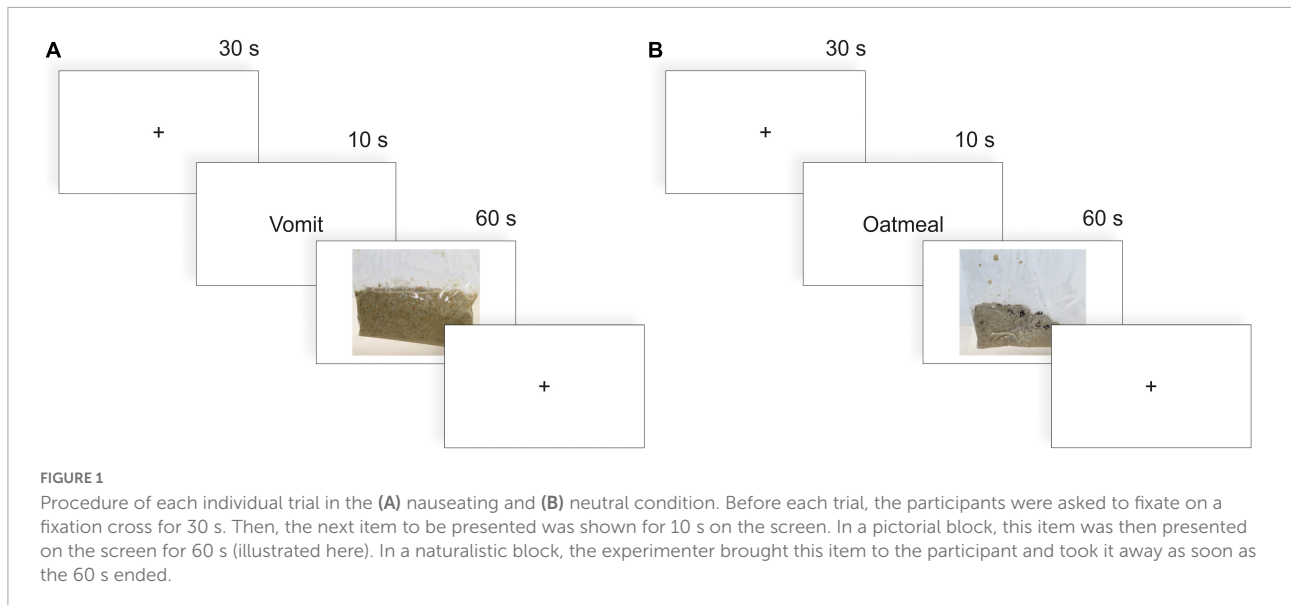 A
30 s
+
10 s
Vomit
60 s
+
B
30 s
+
10 s
Oatmeal
60 s
+
FIGURE 1
Procedure of each individual trial in the (A) nauseating and (B) neutral condition. Before each trial, the participants were asked to fixate on a
fixation cross for 30 s. Then, the next item to be presented was shown for 10 s on the screen. In a pictorial block, this item was then presented
on the screen for 60 s (illustrated here). In a naturalistic block, the experimenter brought this item to the participant and took it away as soon as
the 60 s ended.